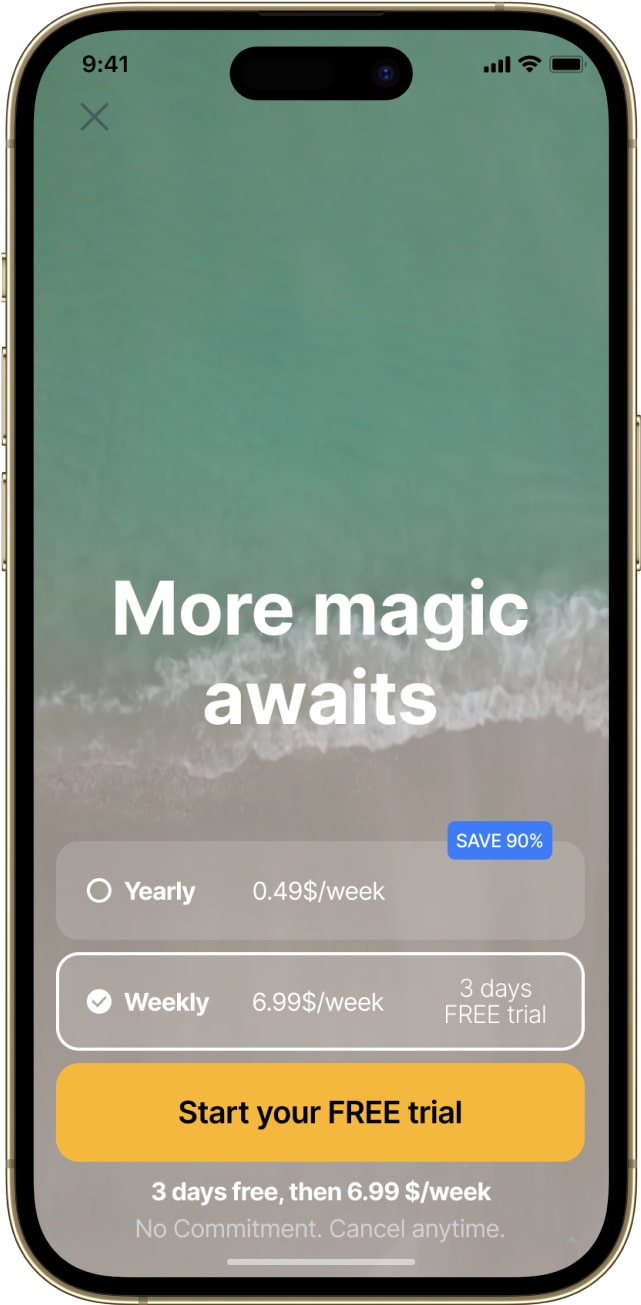 9:41
More magic
awaits
SAVE 90%
Yearly 0.49$/week
Weekly 6.99$/week
3 days
FREE trial
Start your FREE trial
3 days free, then 6.99 $/week
No Commitment. Cancel anytime.